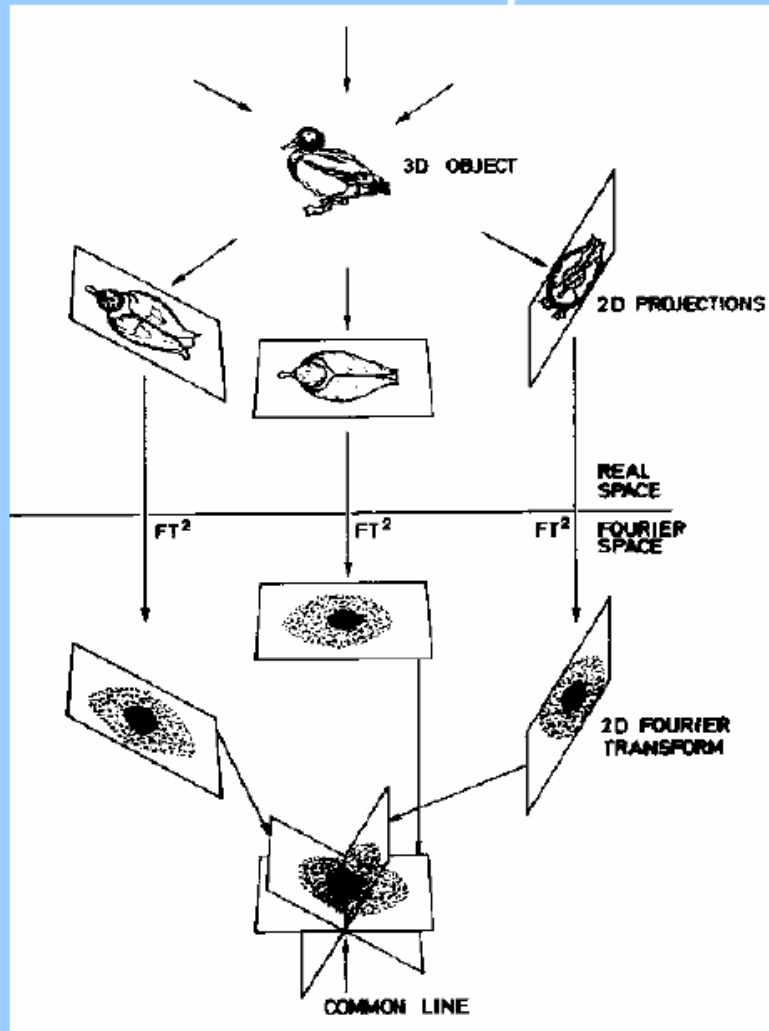 3D OBJECT
2D PROJECTIONS
REAL
SPACE
FT²
FT²
FT²
FOURIER
SPACE
2D FOURIER
TRANSFORM
COMMON LINE